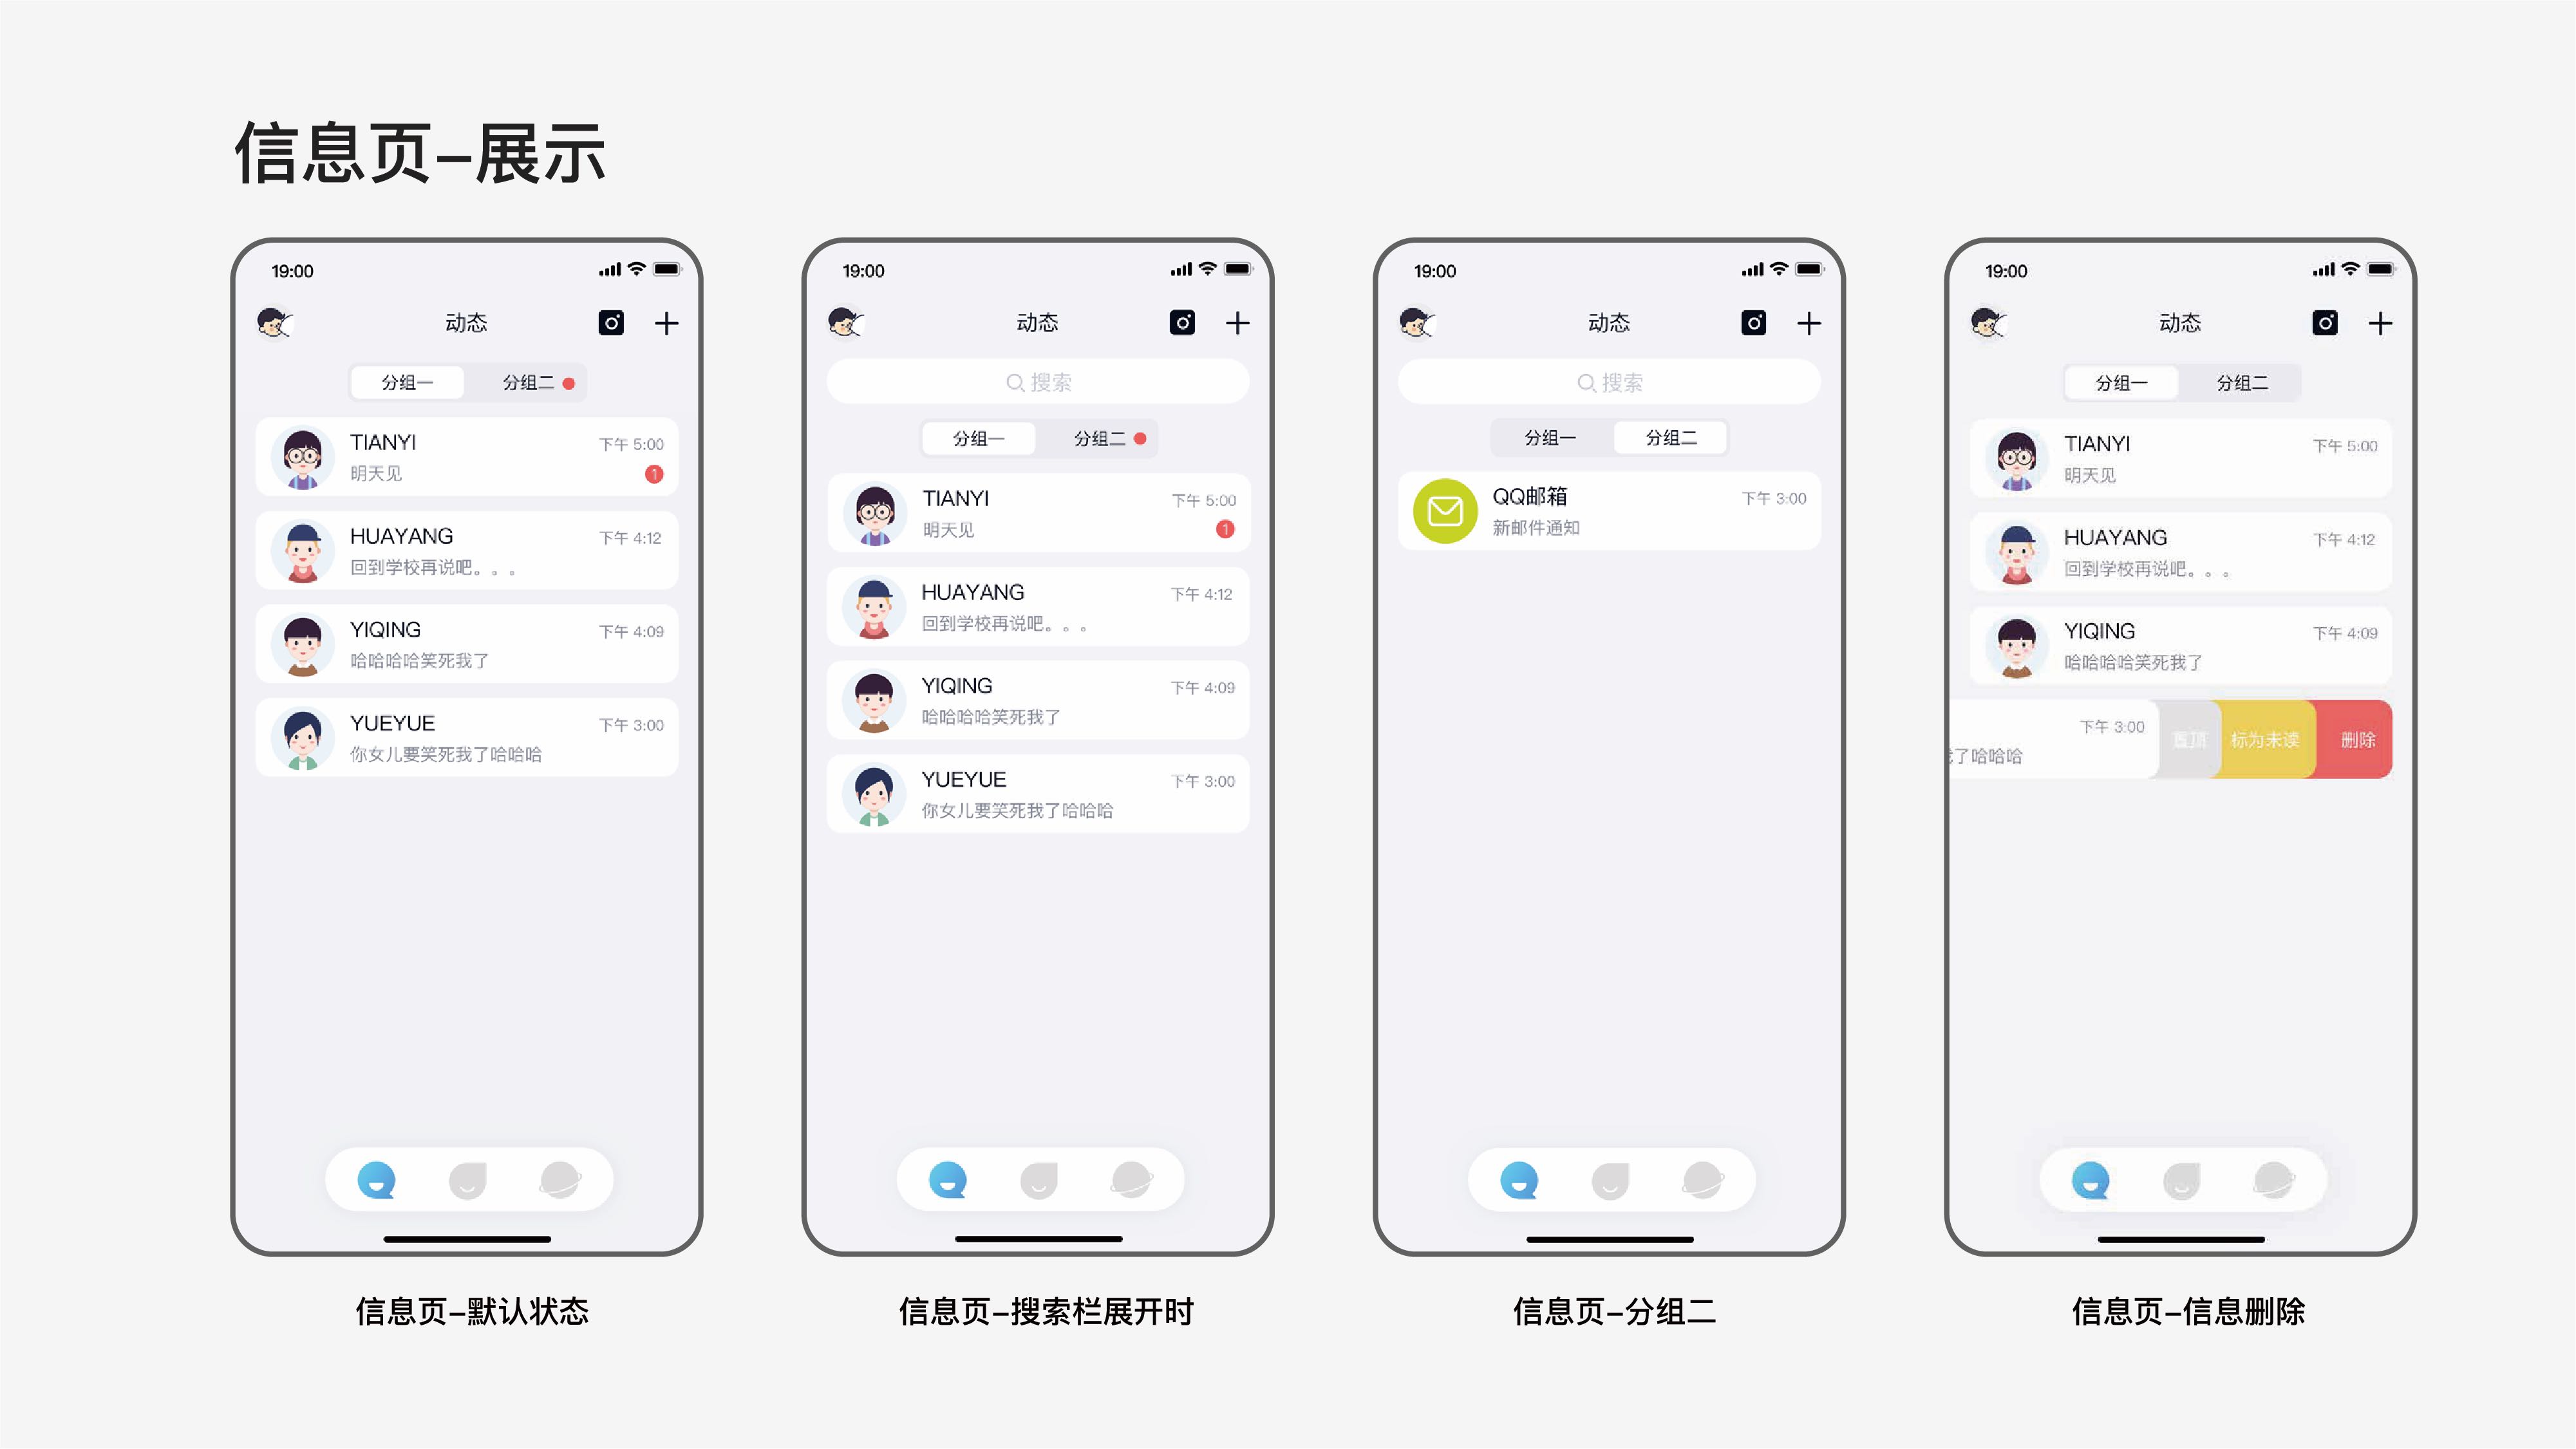 信息页–展示
19:00
动态
分组一 分组二
TIANYI 下午 5:00
明天见 1
HUAYANG 下午 4:12
回到学校再说吧。。。
YIQING 下午 4:09
哈哈哈哈笑死我了
YUEYUE 下午 3:00
你女儿要笑死我了哈哈哈
信息页–默认状态
19:00
动态
搜索
分组一 分组二
TIANYI 下午 5:00
明天见 1
HUAYANG 下午 4:12
回到学校再说吧。。。
YIQING 下午 4:09
哈哈哈哈笑死我了
YUEYUE 下午 3:00
你女儿要笑死我了哈哈哈
信息页–搜索栏展开时
19:00
动态
搜索
分组一 分组二
QQ邮箱 下午 3:00
新邮件通知
信息页–分组二
19:00
动态
分组一 分组二
TIANYI 下午 5:00
明天见
HUAYANG 下午 4:12
回到学校再说吧。。。
YIQING 下午 4:09
哈哈哈哈笑死我了
下午 3:00
了哈哈哈
置顶 标为未读 删除
信息页–信息删除